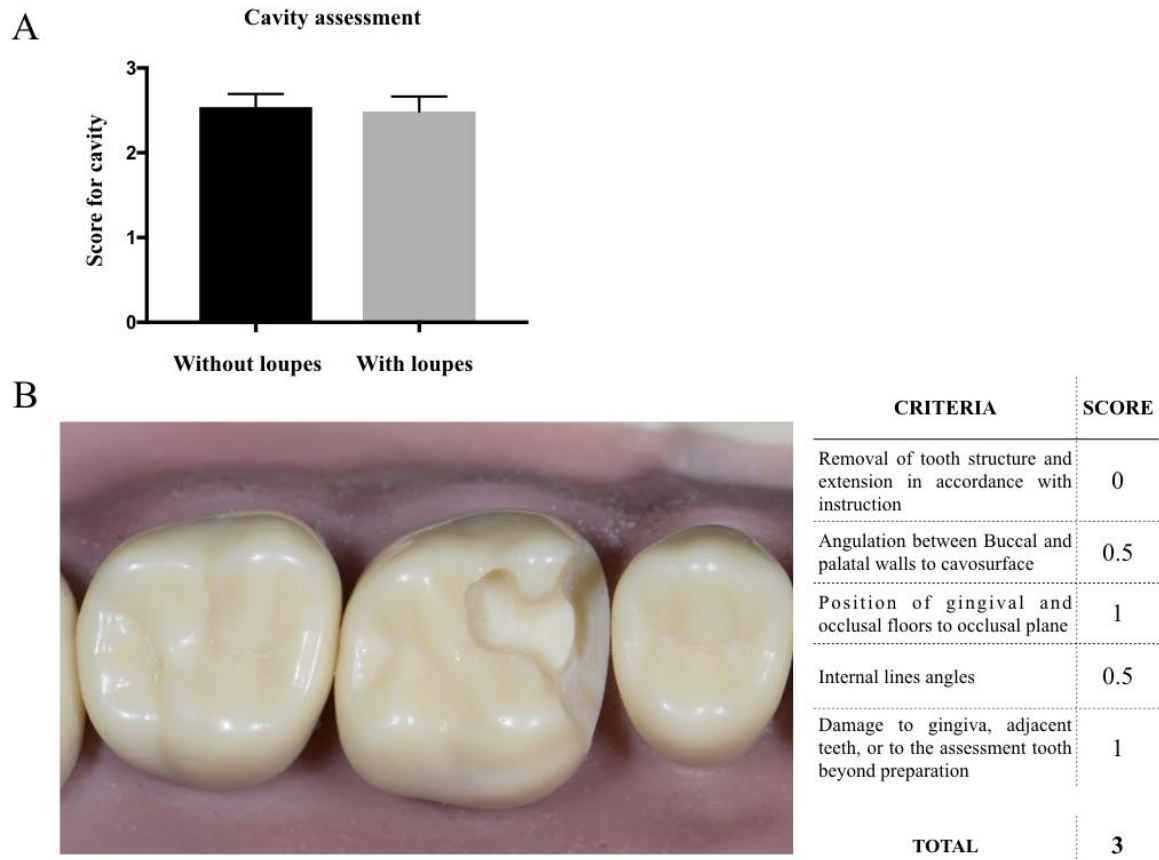 A
Cavity assessment
3
2
1
0
Score for cavity
Without loupes
With loupes
B
CRITERIA
SCORE
Removal of tooth structure and
extension in accordance with
instruction
0
Angulation between Buccal and
palatal walls to cavosurface
0.5
Position of gingival and
occlusal floors to occlusal plane
1
Internal lines angles
0.5
Damage to gingiva, adjacent
teeth, or to the assessment tooth
beyond preparation
1
TOTAL
3